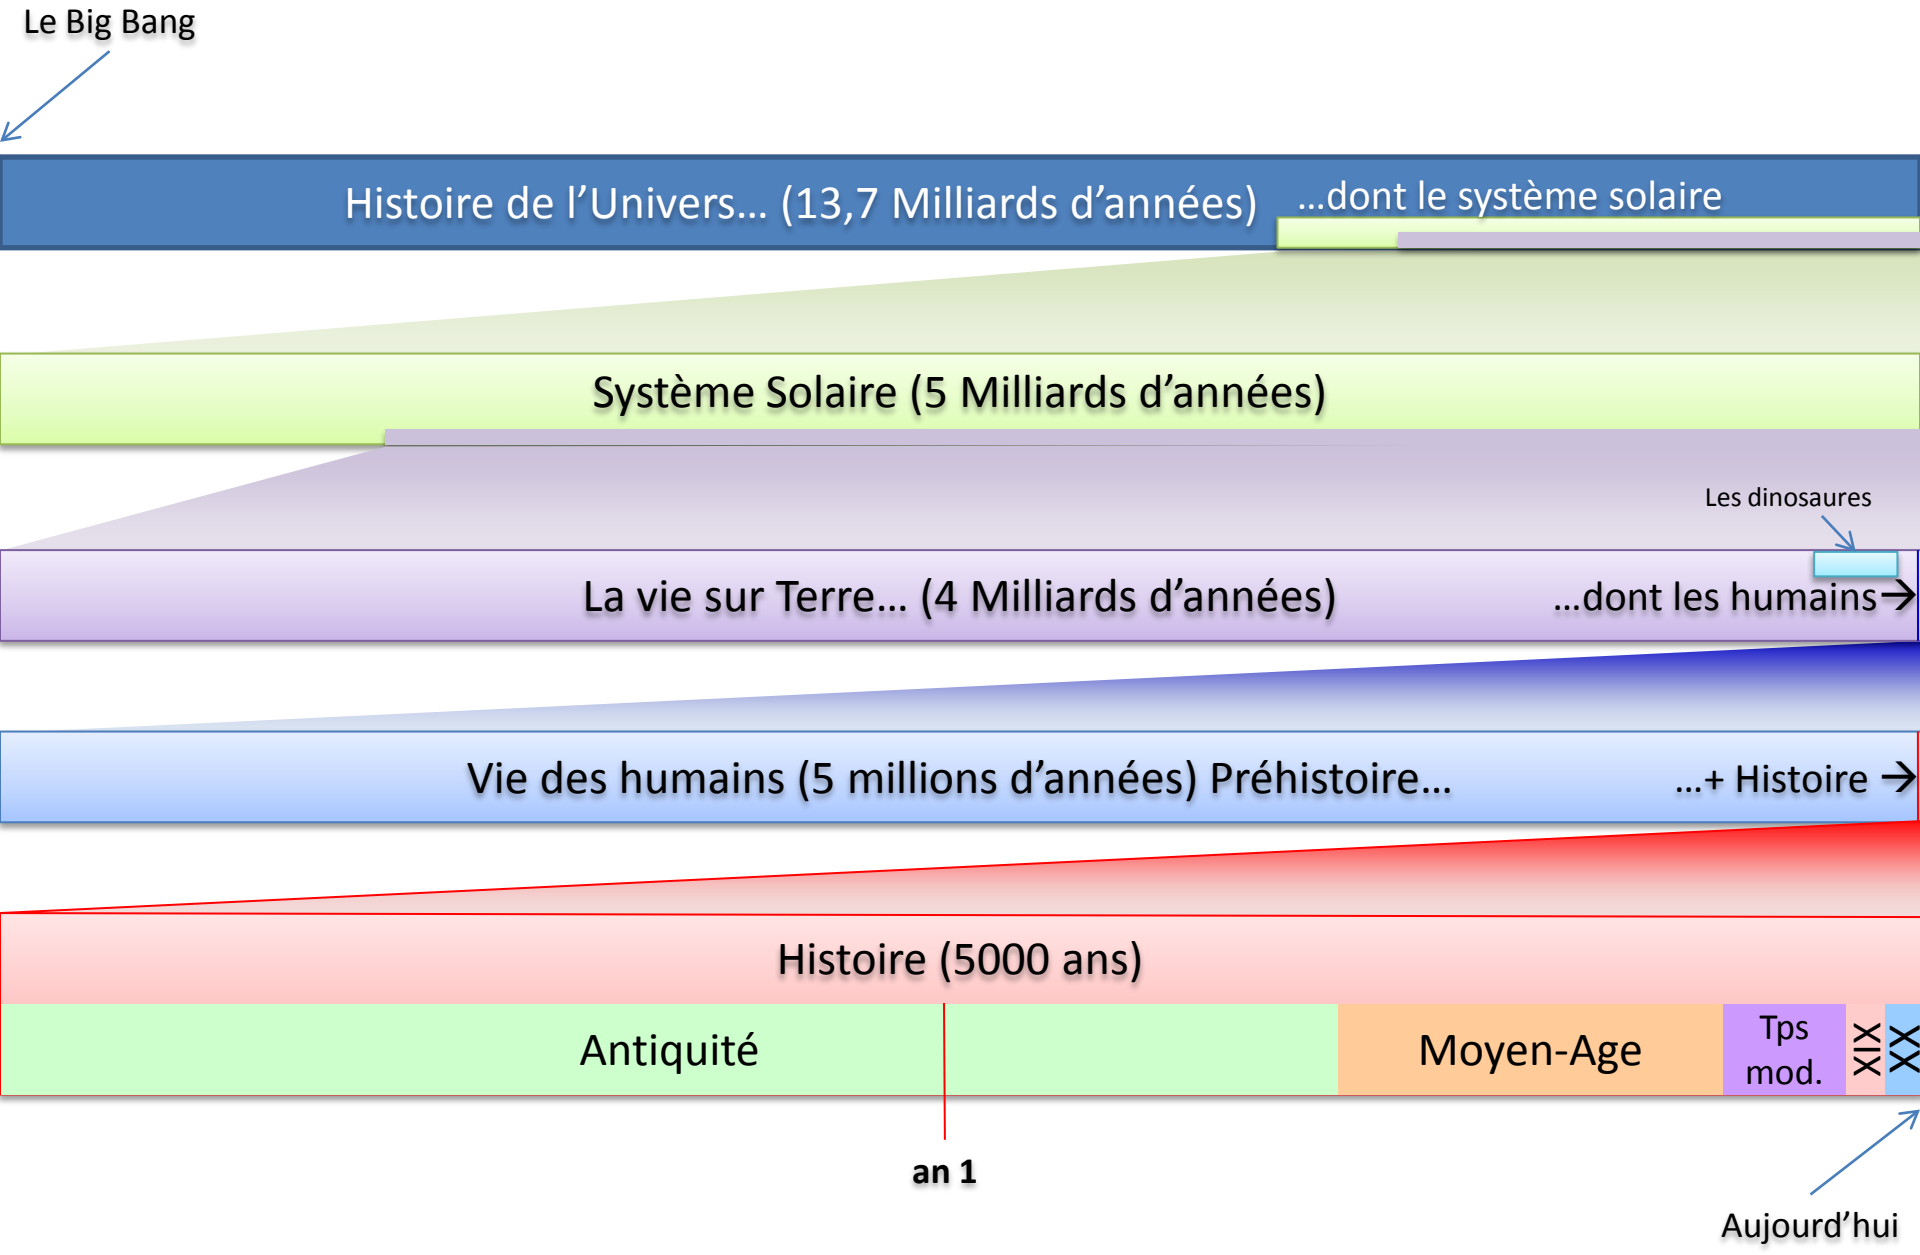 Le Big Bang
Histoire de l’Univers... (13,7 Milliards d’années)
...dont le système solaire
Système Solaire (5 Milliards d’années)
Les dinosaures
La vie sur Terre... (4 Milliards d’années)
...dont les humains→
Vie des humains (5 millions d’années) Préhistoire...
...+ Histoire →
Histoire (5000 ans)
Antiquité
Moyen-Age
Tps
mod.
XIX
XX
an 1
Aujourd’hui